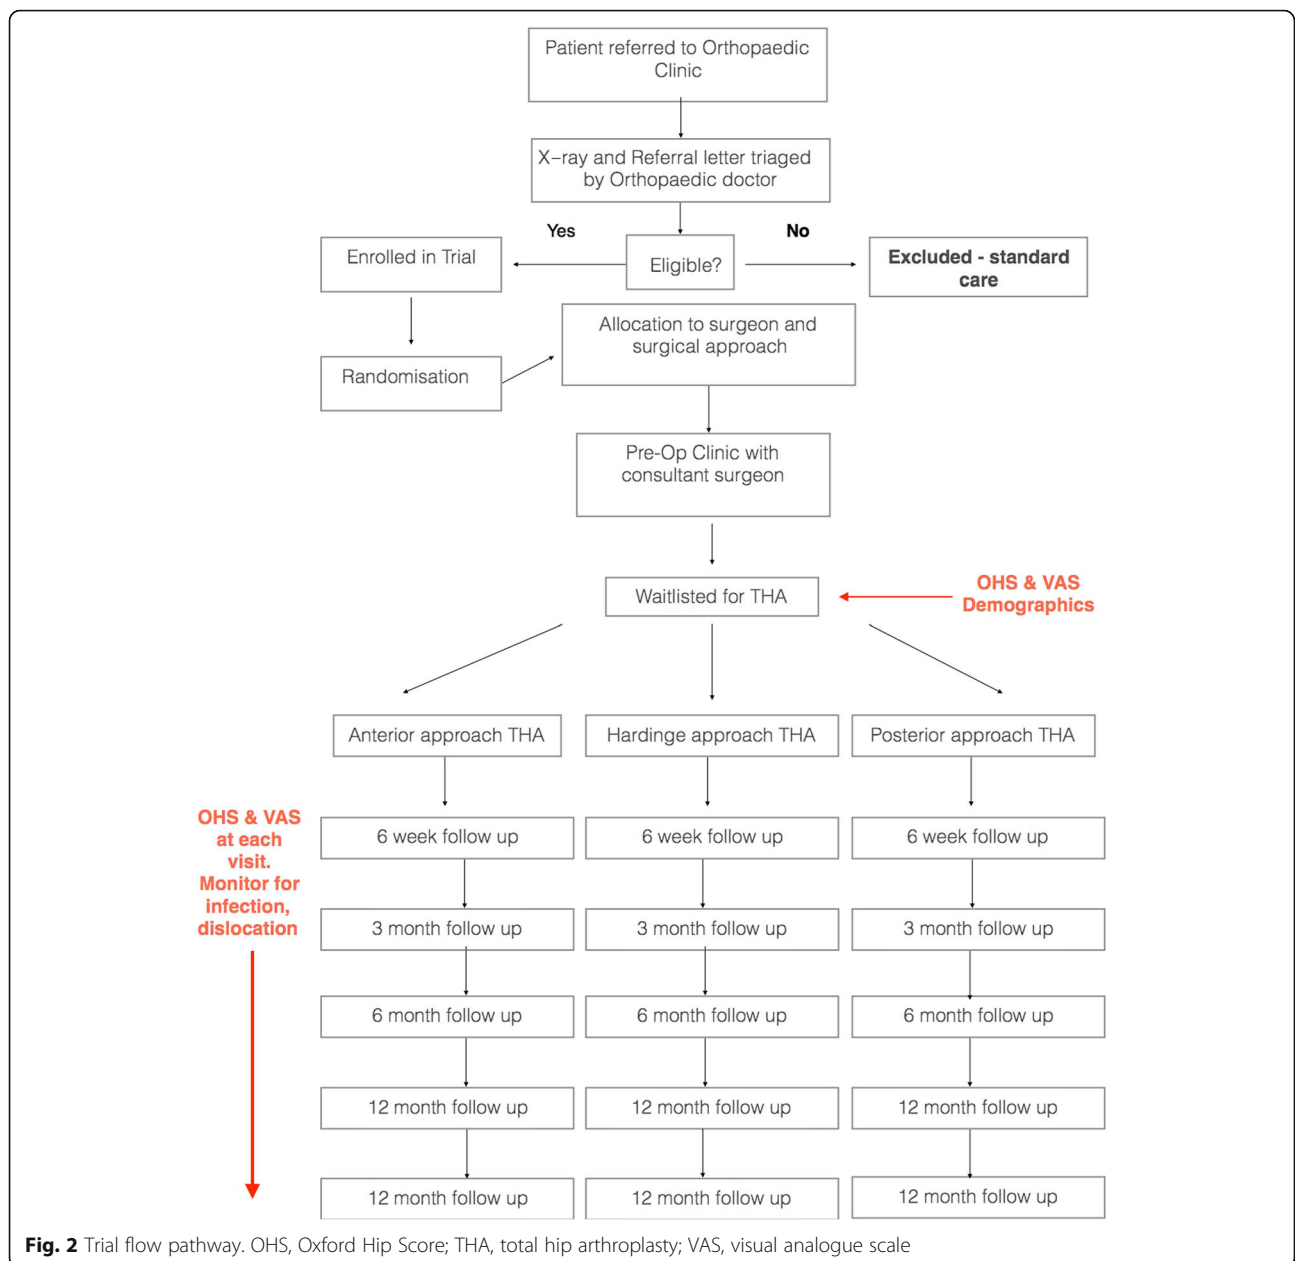 Patient referred to Orthopaedic
Clinic
X-ray and Referral letter triaged
by Orthopaedic doctor
Yes
No
Enrolled in Trial
Eligible?
Excluded - standard
care
Allocation to surgeon and
surgical approach
Randomisation
Pre-Op Clinic with
consultant surgeon
Waitlisted for THA
OHS & VAS
Demographics
Anterior approach THA
Hardinge approach THA
Posterior approach THA
OHS & VAS
at each
visit.
Monitor for
infection,
dislocation
6 week follow up
6 week follow up
6 week follow up
3 month follow up
3 month follow up
3 month follow up
6 month follow up
6 month follow up
6 month follow up
12 month follow up
12 month follow up
12 month follow up
12 month follow up
12 month follow up
12 month follow up
Fig. 2 Trial flow pathway. OHS, Oxford Hip Score; THA, total hip arthroplasty; VAS, visual analogue scale